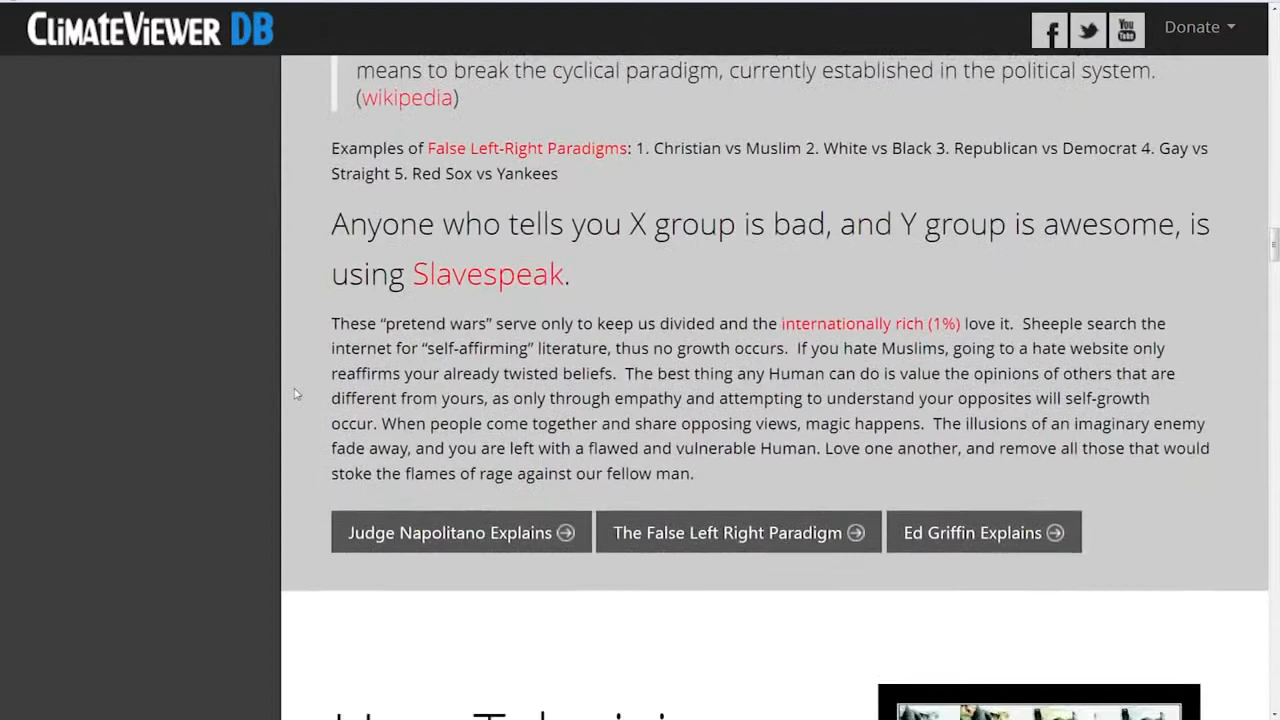 CLIMATEVIEWER DB
f
You
Tube
Donate
means to break the cyclical paradigm, currently established in the political system.
(wikipedia)
Examples of False Left-Right Paradigms: 1. Christian vs Muslim 2. White vs Black 3. Republican vs Democrat 4. Gay vs
Straight 5. Red Sox vs Yankees
Anyone who tells you X group is bad, and Y group is awesome, is
using Slavespeak.
These “pretend wars” serve only to keep us divided and the internationally rich (1%) love it. Sheeple search the
internet for “self-affirming” literature, thus no growth occurs. If you hate Muslims, going to a hate website only
reaffirms your already twisted beliefs. The best thing any Human can do is value the opinions of others that are
different from yours, as only through empathy and attempting to understand your opposites will self-growth
occur. When people come together and share opposing views, magic happens. The illusions of an imaginary enemy
fade away, and you are left with a flawed and vulnerable Human. Love one another, and remove all those that would
stoke the flames of rage against our fellow man.
Judge Napolitano Explains
The False Left Right Paradigm
Ed Griffin Explains